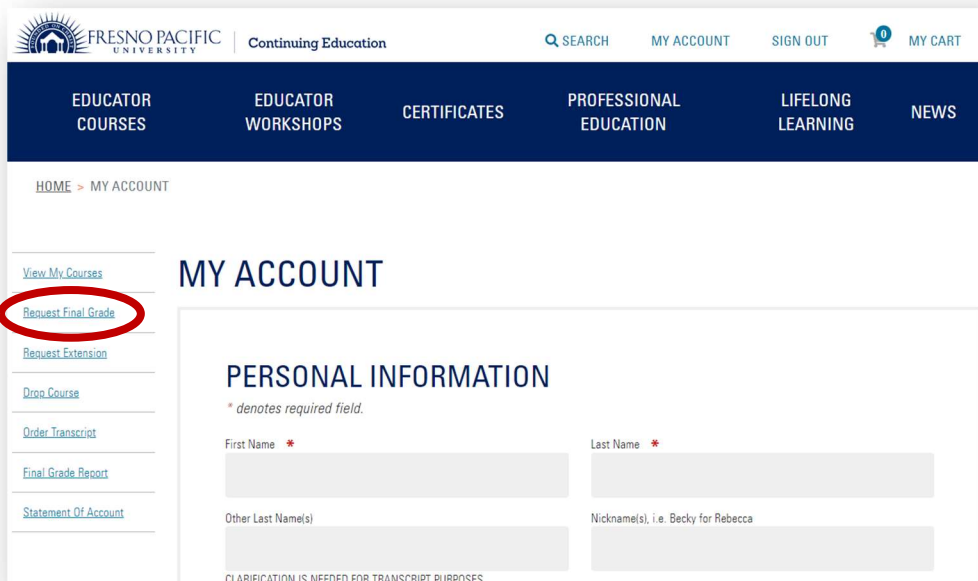 FRESNO PACIFIC
UNIVERSITY
Continuing Education
SEARCH
MY ACCOUNT
SIGN OUT
0
MY CART
EDUCATOR
COURSES
EDUCATOR
WORKSHOPS
CERTIFICATES
PROFESSIONAL
EDUCATION
LIFELONG
LEARNING
NEWS
HOME > MY ACCOUNT
View My Courses
Request Final Grade
Request Extension
Drop Course
Order Transcript
Final Grade Report
Statement Of Account
MY ACCOUNT
PERSONAL INFORMATION
* denotes required field.
First Name *
Last Name *
Other Last Name(s)
Nickname(s), i.e. Becky for Rebecca
CLARIFICATION IS NEEDED FOR TRANSCRIPT PURPOSES